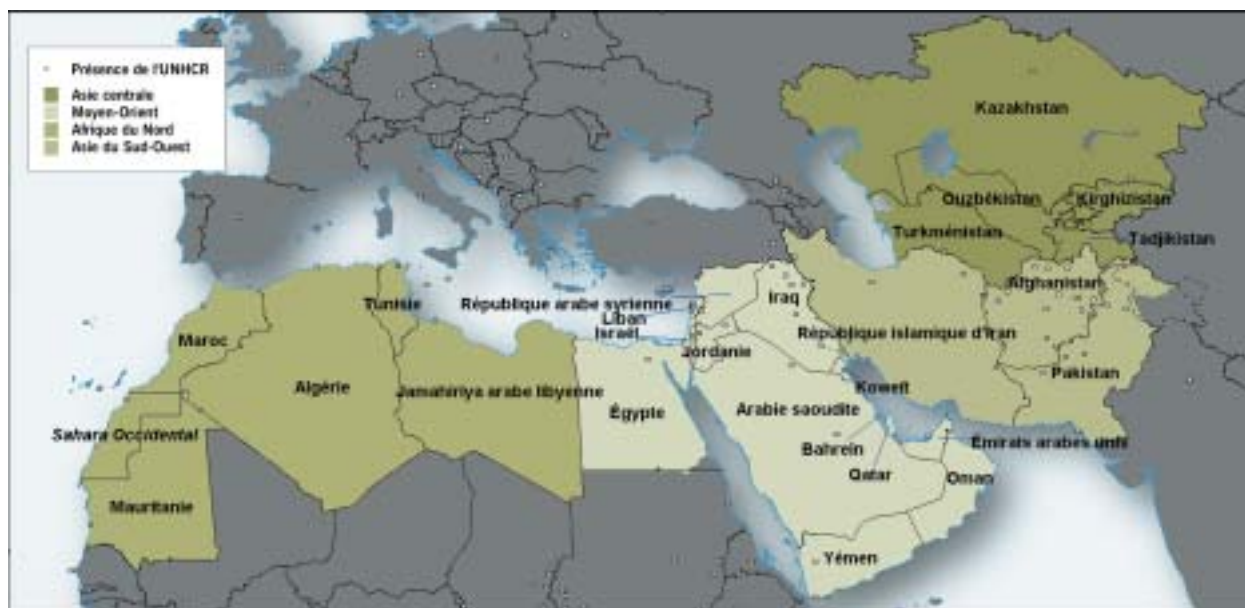 Présence de l'UNHCR
Asie centrale
Moyen-Orient
Afrique du Nord
Asie du Sud-Ouest
Kazakhstan
Ouzbékistan
Kirghizistan
Turkménistan
Tadjikistan
Afghanistan
Tunisie
République arabe syrienne
Iraq
Liban
Israël
République islamique d'Iran
Maroc
Jordanie
Pakistan
Algérie
Jamahiriya arabe libyenne
Koweït
Égypte
Arabie saoudite
Sahara Occidental
Bahreïn
Émirats arabes unis
Qatar
Oman
Mauritanie
Yémen